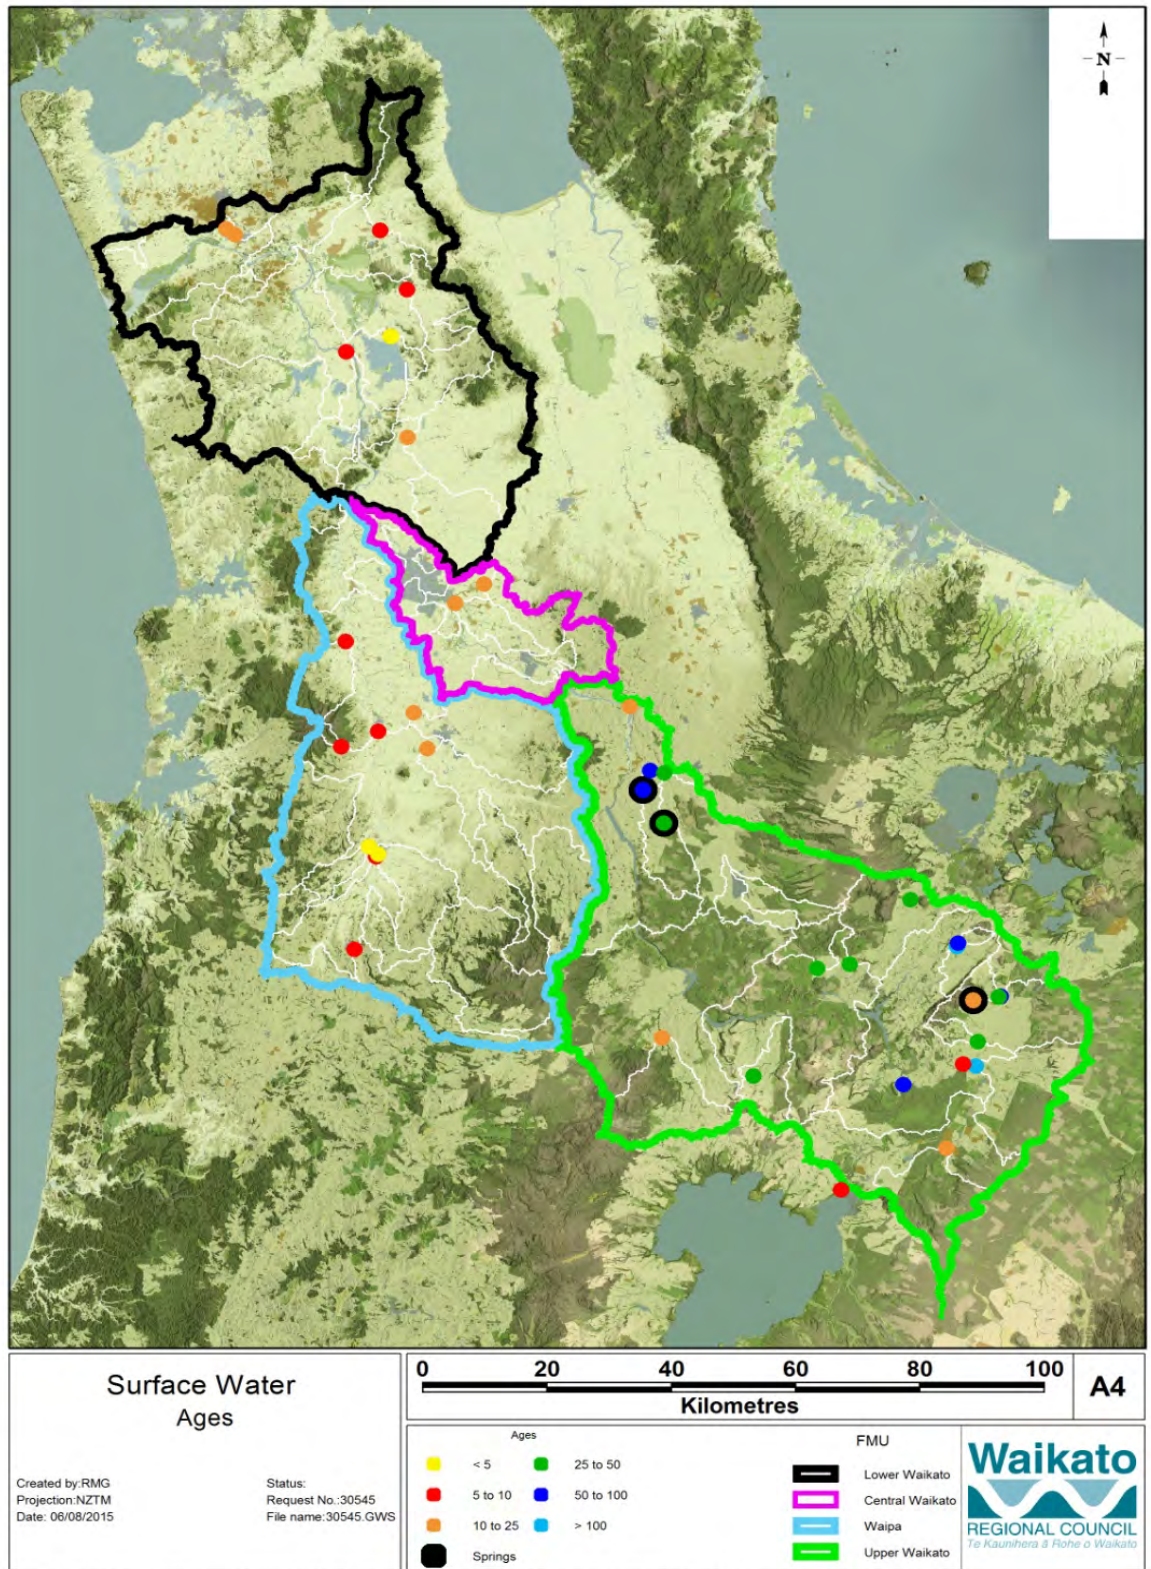 N
Surface Water
Ages
Created by:RMG
Projection:NZTM
Date: 06/08/2015
Status:
Request No.:30545
File name:30545.GWS
0 20 40 60 80 100
Kilometres
A4
Ages
< 5
5 to 10
10 to 25
Springs
25 to 50
50 to 100
> 100
FMU
Lower Waikato
Central Waikato
Waipa
Upper Waikato
Waikato
REGIONAL COUNCIL
Te Kaunihera ā Rohe o Waikato